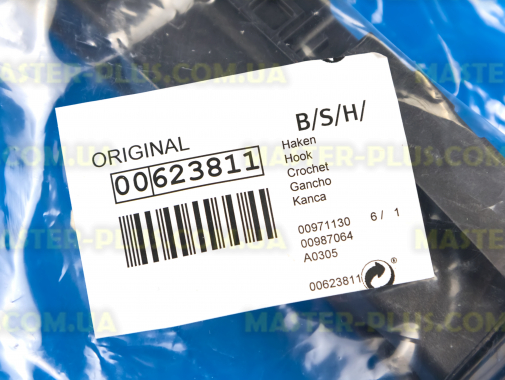 B/S/H/
ORIGINAL
00623811
Haken
Hook
Crochet
Gancho
Kanca
00971130 6 / 1
00987064
A0305
00623811
MASTER-PLUS.COM.UA